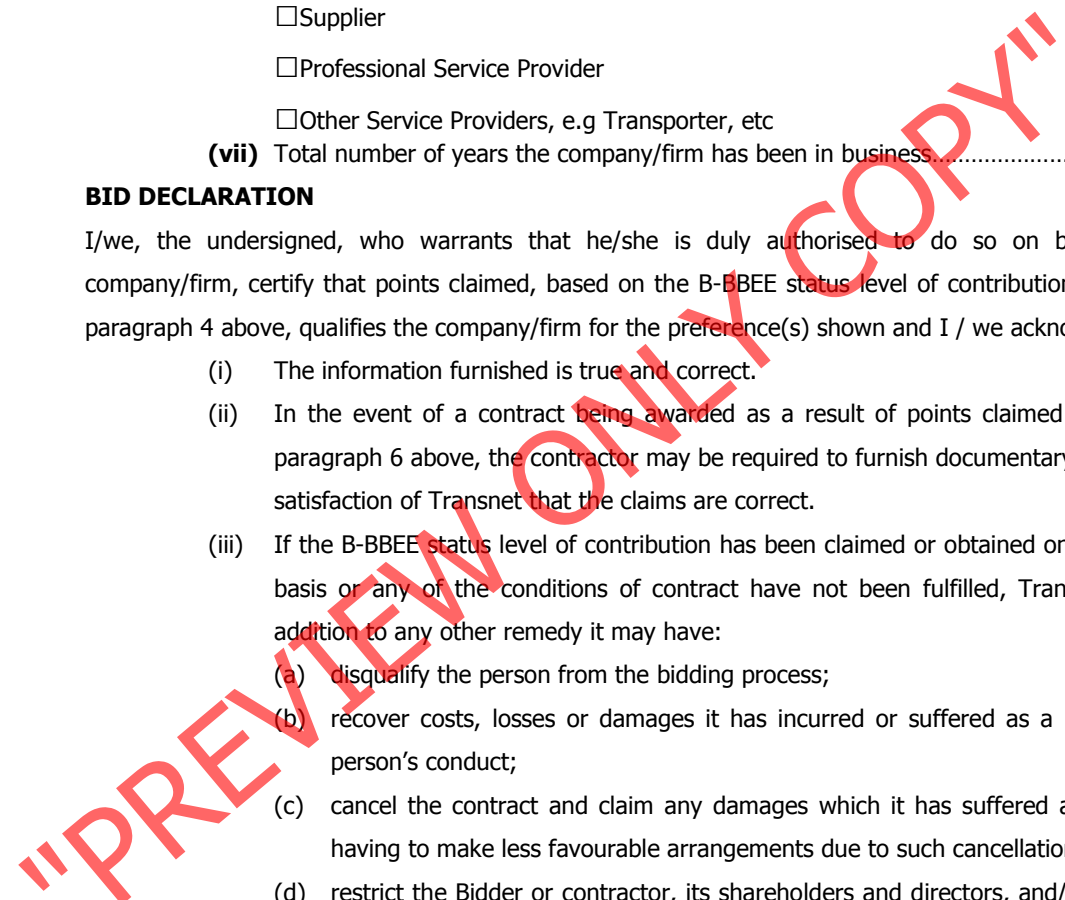 ☐Supplier
☐Professional Service Provider
☐Other Service Providers, e.g Transporter, etc
(vii) Total number of years the company/firm has been in business......................
BID DECLARATION
I/we, the undersigned, who warrants that he/she is duly authorised to do so on b
company/firm, certify that points claimed, based on the B-BBEE status level of contribution
paragraph 4 above, qualifies the company/firm for the preference(s) shown and I / we ackno
(i) The information furnished is true and correct.
(ii) In the event of a contract being awarded as a result of points claimed
paragraph 6 above, the contractor may be required to furnish documentary
satisfaction of Transnet that the claims are correct.
(iii) If the B-BBEE status level of contribution has been claimed or obtained or
basis or any of the conditions of contract have not been fulfilled, Tran
addition to any other remedy it may have:
(a) disqualify the person from the bidding process;
(b) recover costs, losses or damages it has incurred or suffered as a
person's conduct;
(c) cancel the contract and claim any damages which it has suffered a
having to make less favourable arrangements due to such cancellation
(d) restrict the Bidder or contractor, its shareholders and directors, and/
"PREVIEW ONLY COPY"